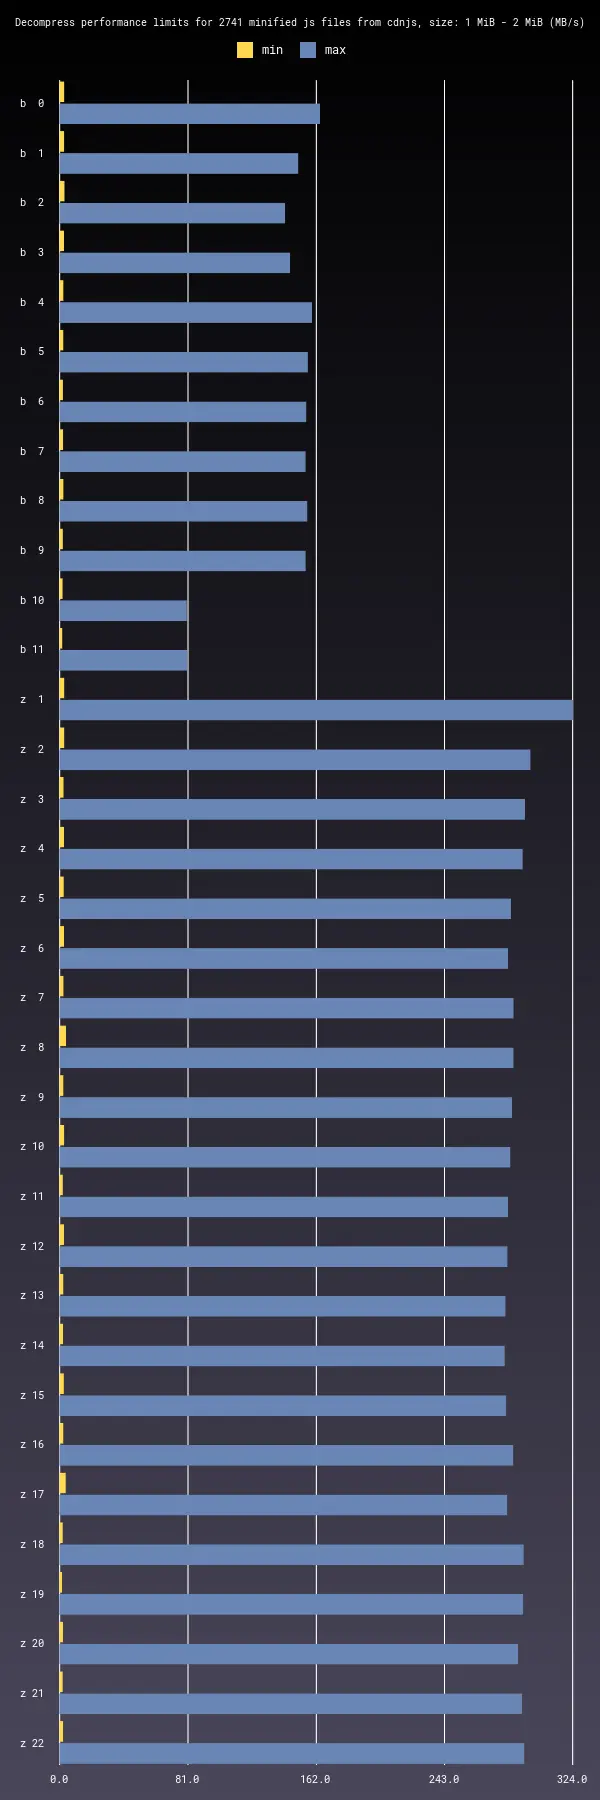 Decompress performance limits for 2741 minified js files from cdnjs, size: 1 MiB - 2 MiB (MB/s)
min max
b 0
b 1
b 2
b 3
b 4
b 5
b 6
b 7
b 8
b 9
b 10
b 11
z 1
z 2
z 3
z 4
z 5
z 6
z 7
z 8
z 9
z 10
z 11
z 12
z 13
z 14
z 15
z 16
z 17
z 18
z 19
z 20
z 21
z 22
0.0 81.0 162.0 243.0 324.0